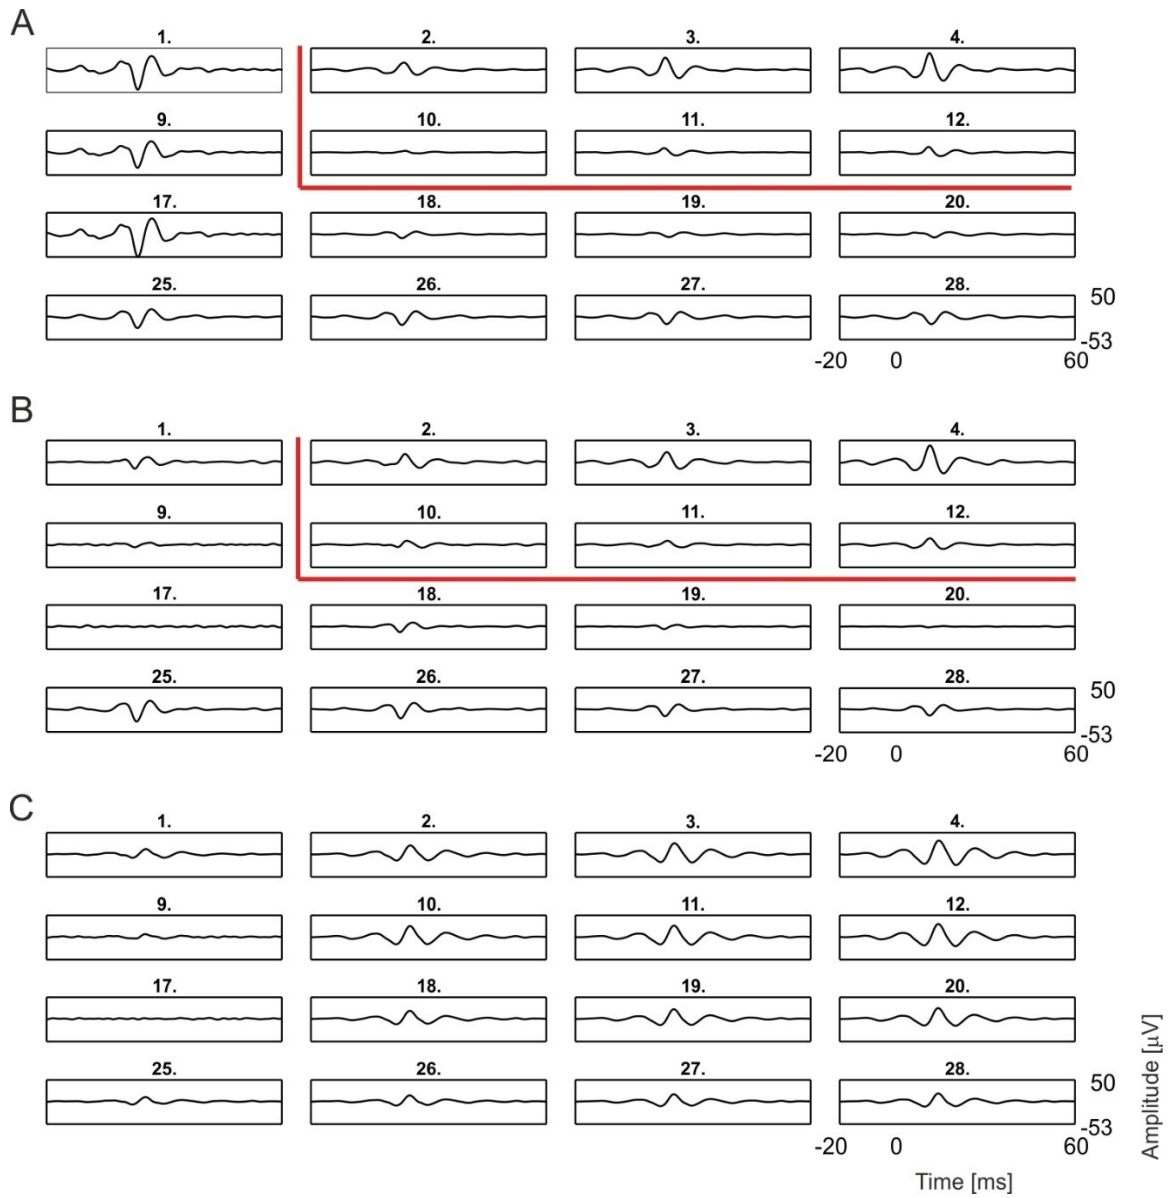 A
1. 2. 3. 4.
9. 10. 11. 12.
17. 18. 19. 20.
25. 26. 27. 28.
50
-53
-20 0 60
B
1. 2. 3. 4.
9. 10. 11. 12.
17. 18. 19. 20.
25. 26. 27. 28.
50
-53
-20 0 60
C
1. 2. 3. 4.
9. 10. 11. 12.
17. 18. 19. 20.
25. 26. 27. 28.
50
-53
-20 0 60
Time [ms]
Amplitude [µV]